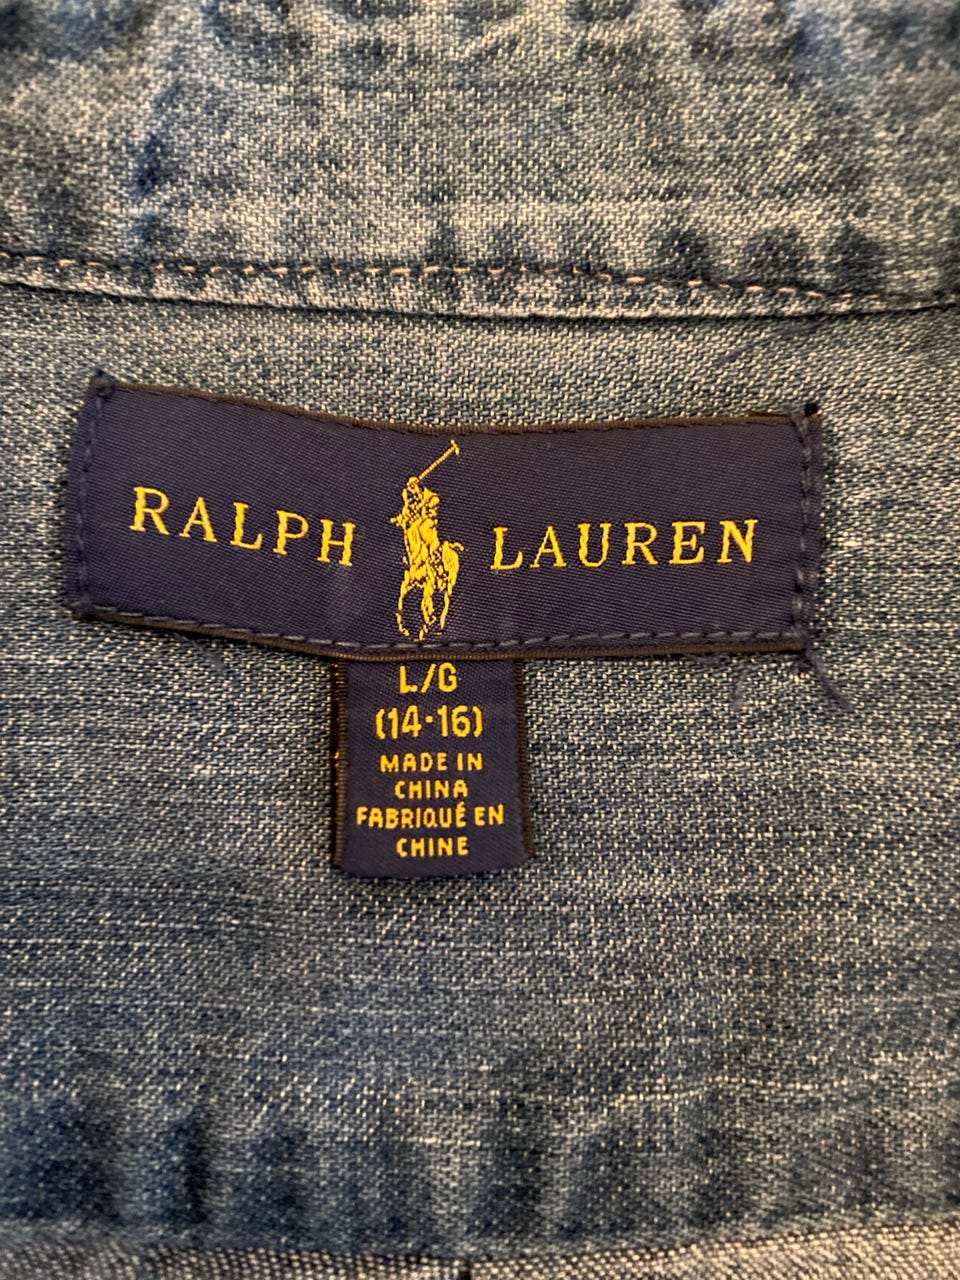 RALPH LAUREN
L/G
(14-16)
MADE IN
CHINA
FABRIQUÉ EN
CHINE